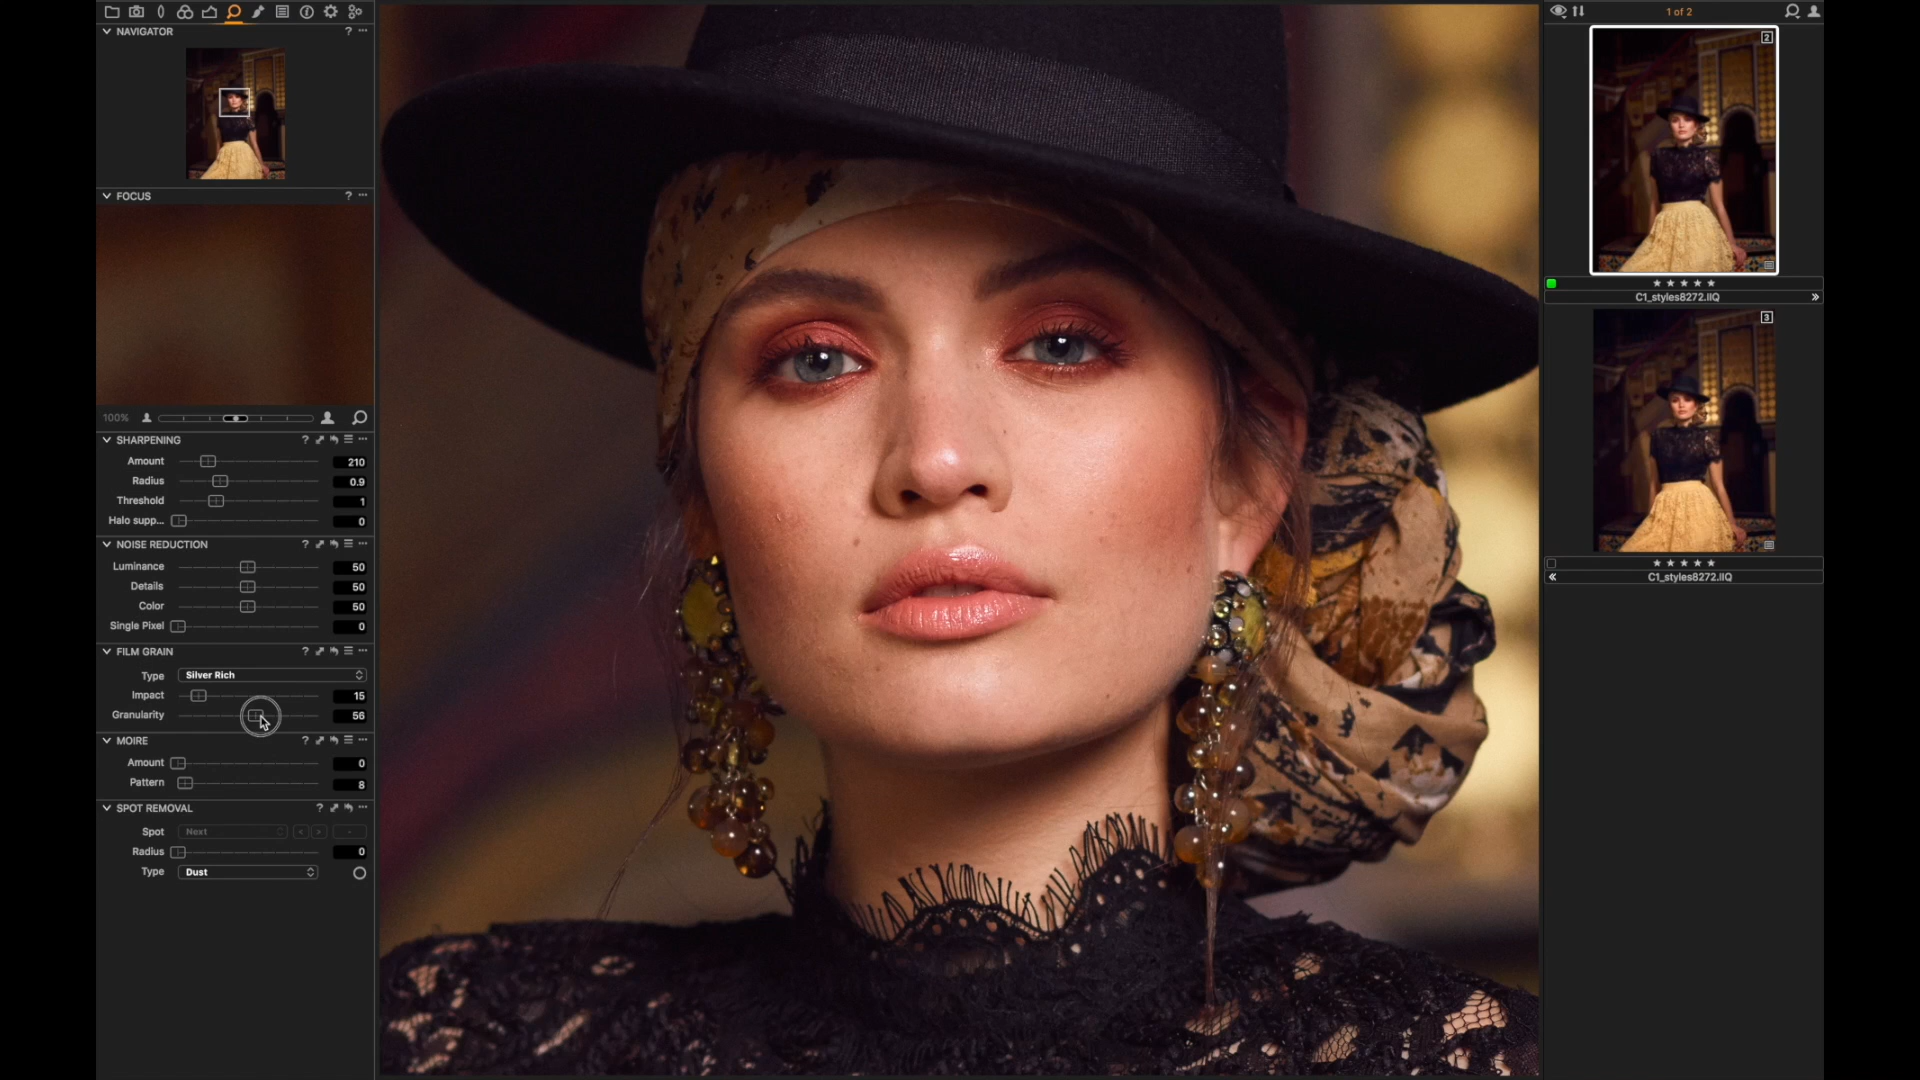 NAVIGATOR ? ...
FOCUS ? ...
100%
SHARPENING ? ...
Amount 210
Radius 0.9
Threshold 1
Halo supp... 0
NOISE REDUCTION ? ...
Luminance 50
Details 50
Color 50
Single Pixel 0
FILM GRAIN ? ...
Type Silver Rich
Impact 15
Granularity 56
MOIRE ? ...
Amount 0
Pattern 8
SPOT REMOVAL ? ...
Spot Next < > -
Radius 0
Type Dust
1 of 2
2
C1_styles8272.IIQ »
3
« C1_styles8272.IIQ